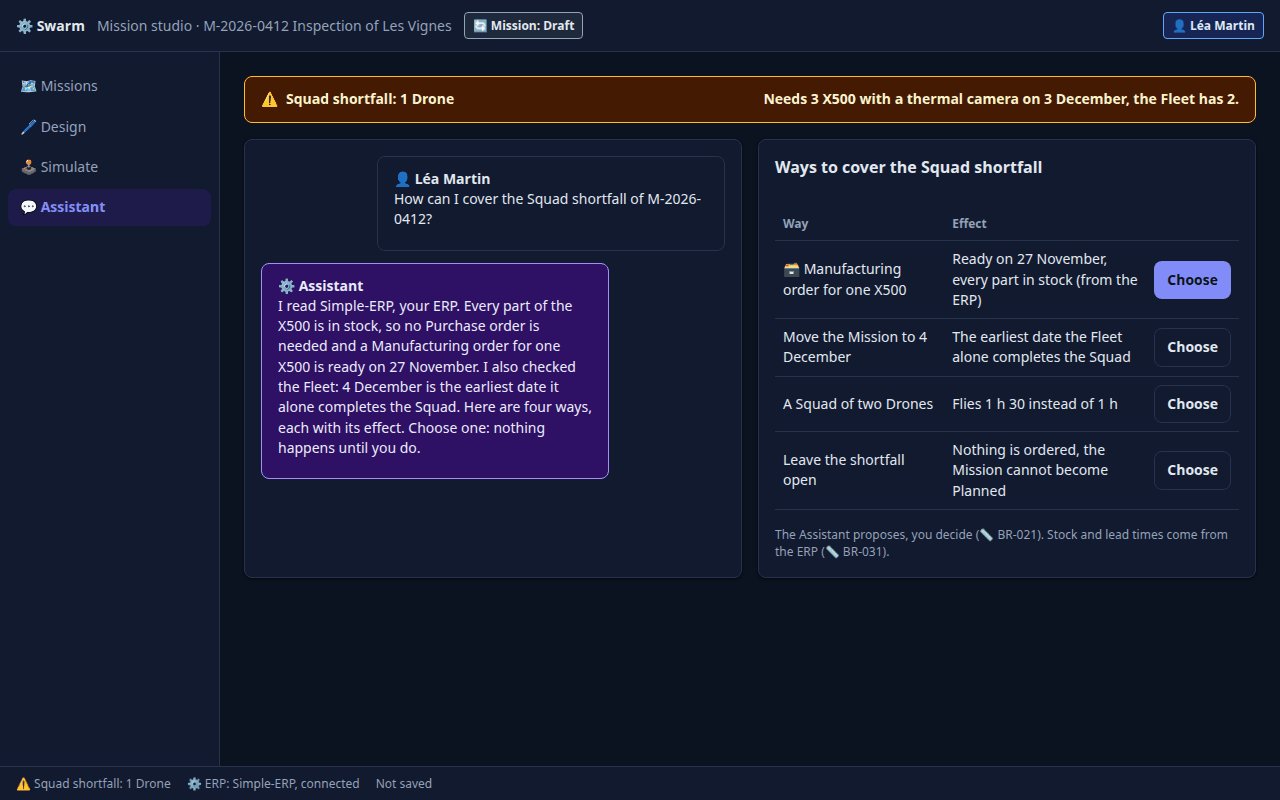 Swarm Mission studio · M-2026-0412 Inspection of Les Vignes Mission: Draft Léa Martin
Missions
Design
Simulate
Assistant
Squad shortfall: 1 Drone Needs 3 X500 with a thermal camera on 3 December, the Fleet has 2.
Léa Martin
How can I cover the Squad shortfall of M-2026-
0412?
Assistant
I read Simple-ERP, your ERP. Every part of the
X500 is in stock, so no Purchase order is
needed and a Manufacturing order for one
X500 is ready on 27 November. I also checked
the Fleet: 4 December is the earliest date it
alone completes the Squad. Here are four ways,
each with its effect. Choose one: nothing
happens until you do.
Ways to cover the Squad shortfall
Way Effect
Manufacturing
order for one X500
Ready on 27 November,
every part in stock (from the
ERP)
Choose
Move the Mission to 4
December
The earliest date the Fleet
alone completes the Squad
Choose
A Squad of two Drones
Flies 1 h 30 instead of 1 h
Choose
Leave the shortfall
open
Nothing is ordered, the
Mission cannot become
Planned
Choose
The Assistant proposes, you decide (📏 BR-021). Stock and lead times come from
the ERP (📏 BR-031).
Squad shortfall: 1 Drone ERP: Simple-ERP, connected Not saved